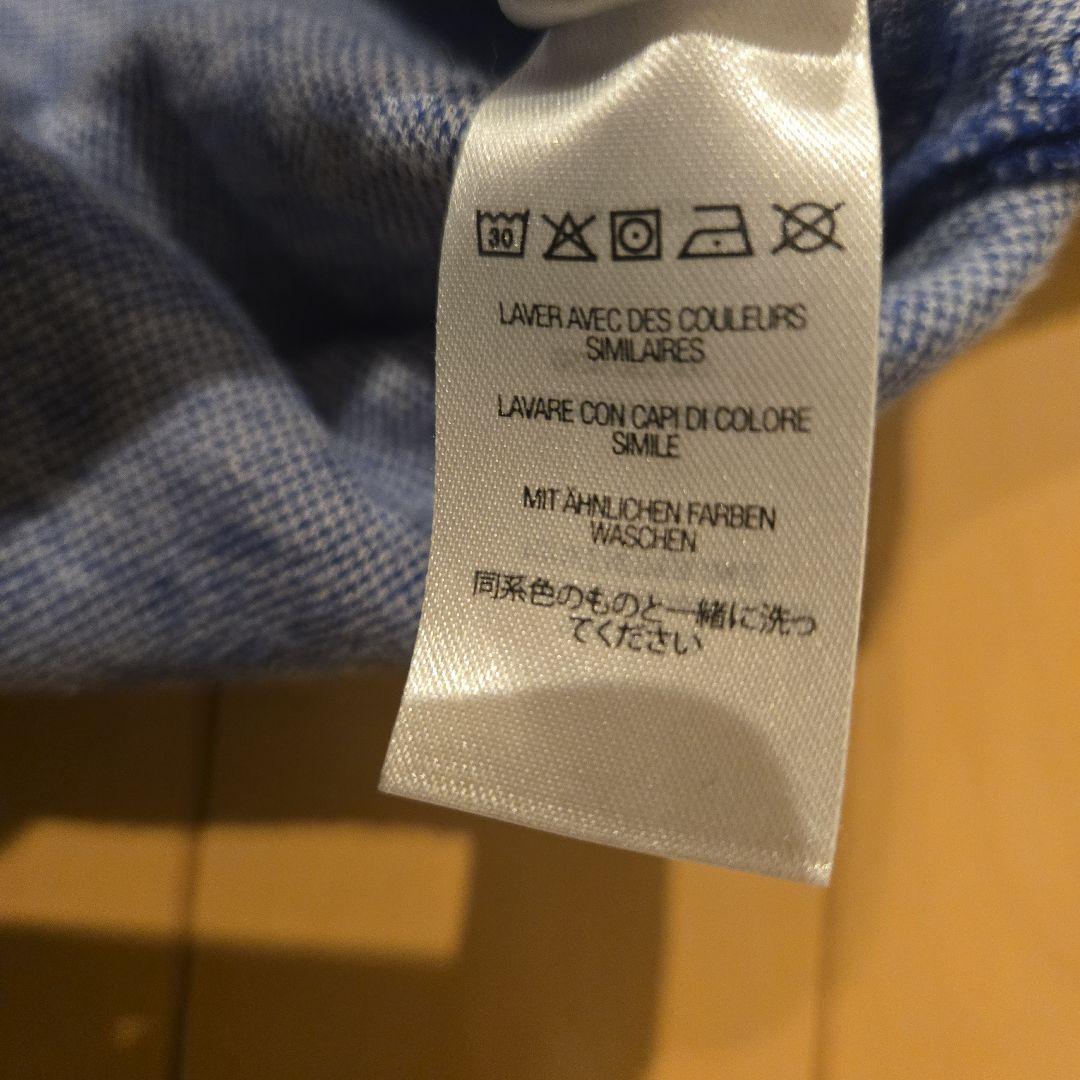 30
LAVER AVEC DES COULEURS
SIMILAIRES
LAVARE CON CAPI DI COLORE
SIMILE
MIT ÄHNLICHEN FARBEN
WASCHEN
同系色のものと一緒に洗っ
てください